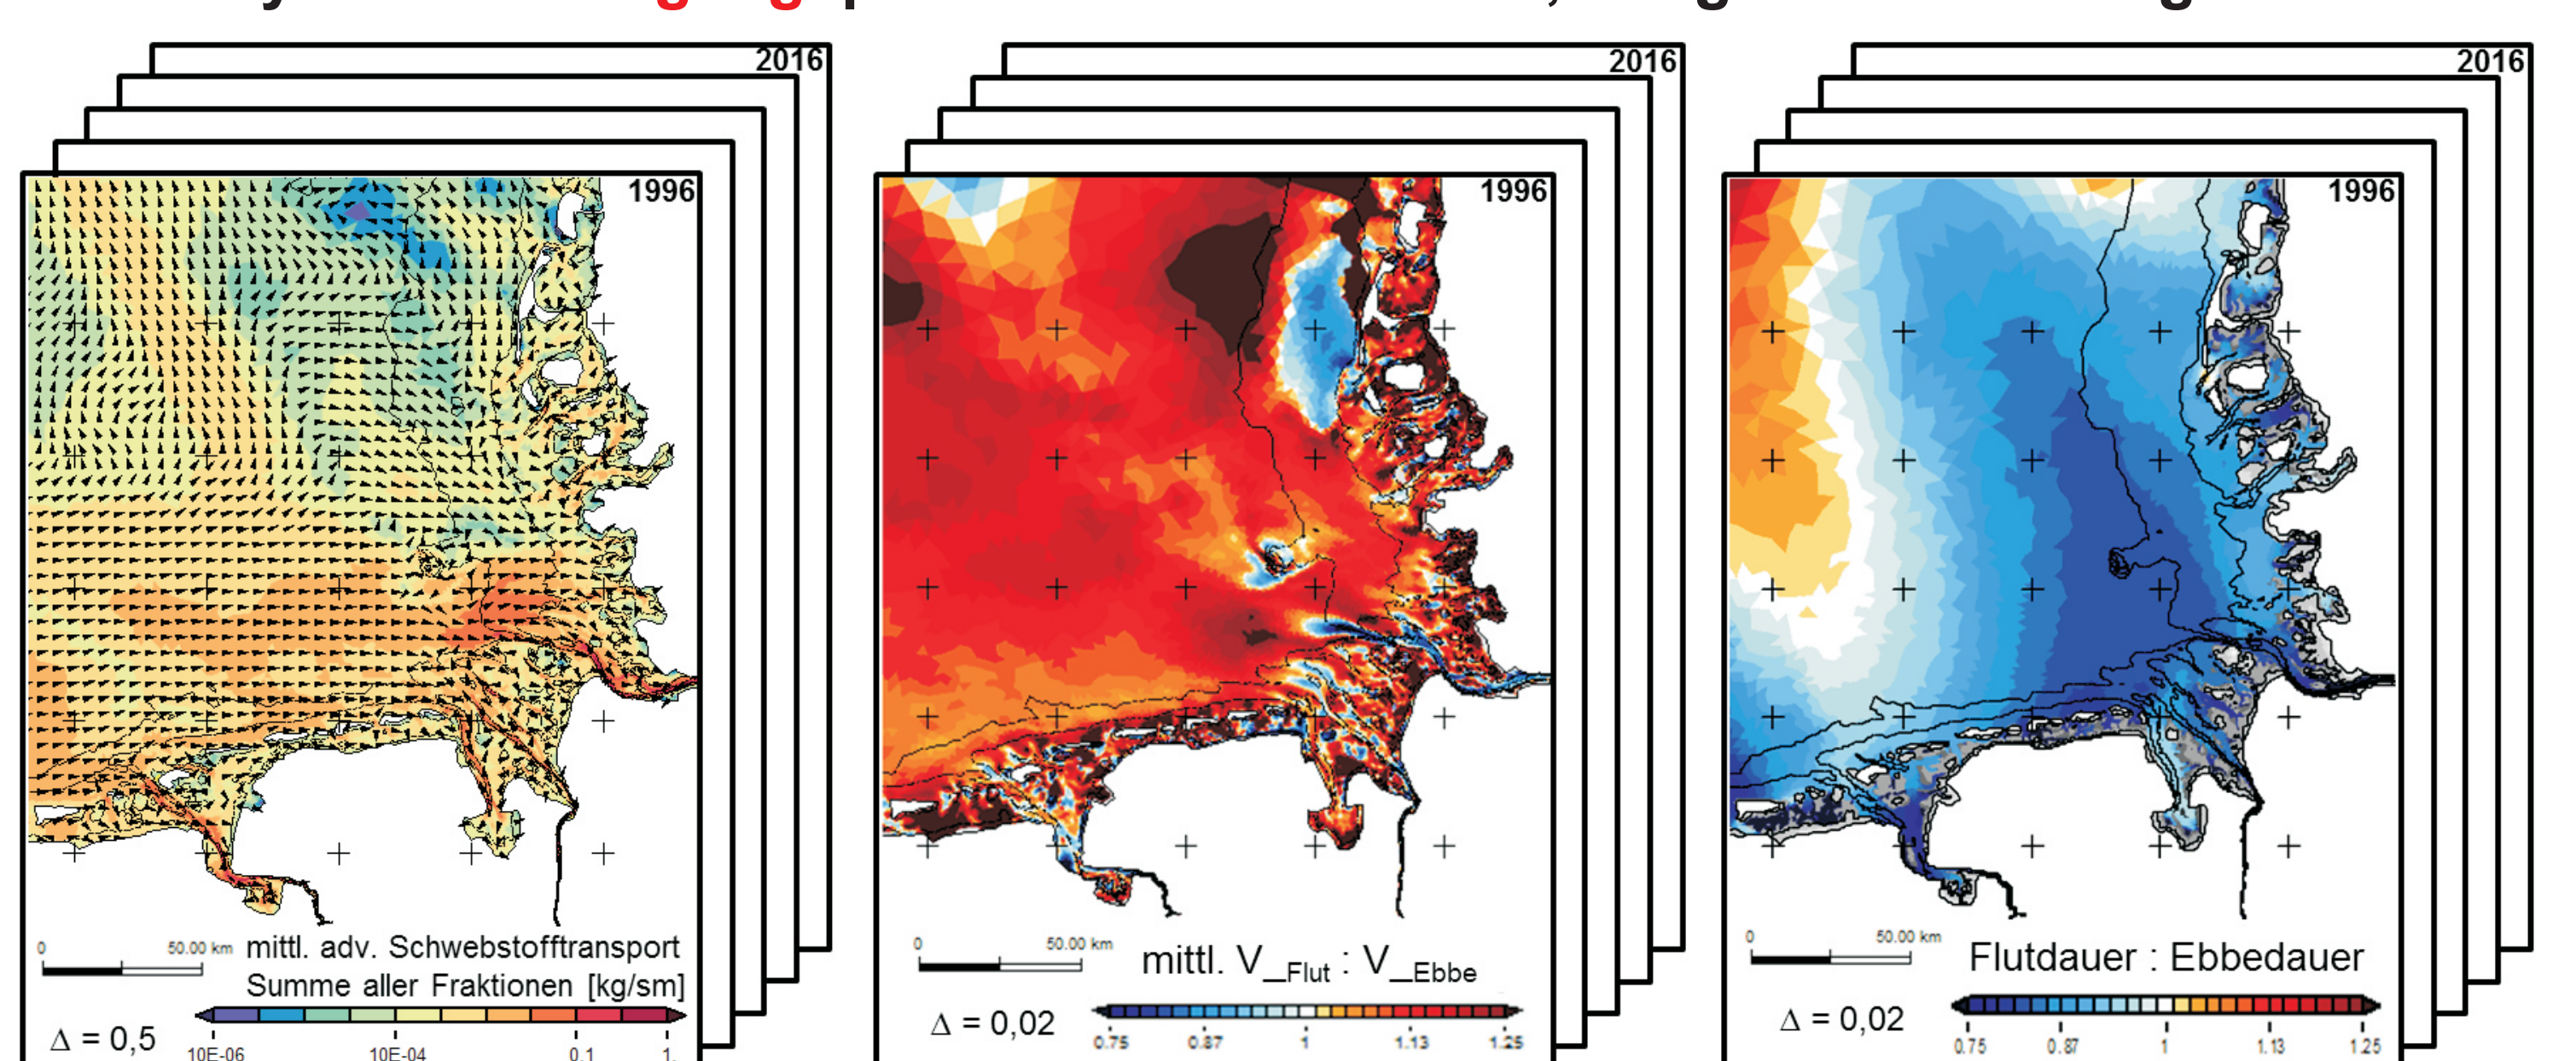 2016
1996
0 50.00 km
mittl. adv. Schwebstofftransport
Summe aller Fraktionen [kg/sm]
Δ = 0,5
10E-06 10E-04 0.1 1.
2016
1996
0 50.00 km
mittl. V_Flut : V_Ebbe
Δ = 0,02
0.75 0.87 1 1.13 1.25
2016
1996
0 50.00 km
Flutdauer : Ebbedauer
Δ = 0,02
0.75 0.87 1 1.13 1.25